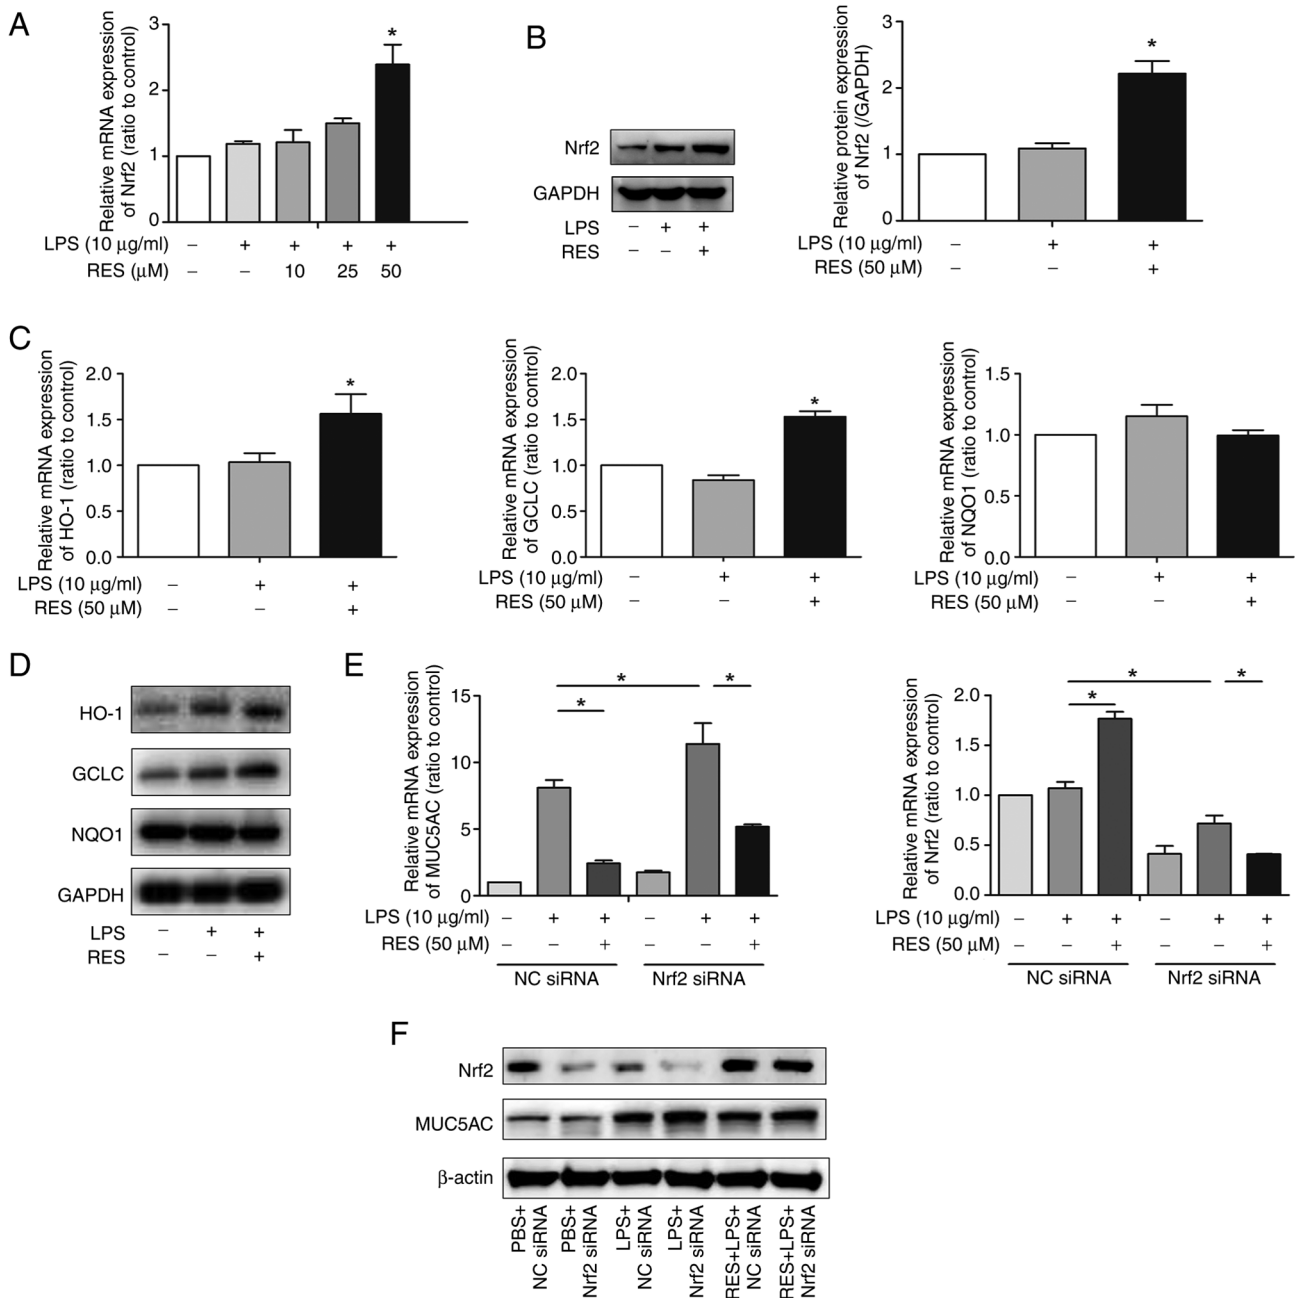 A
Relative mRNA expression
of Nrf2 (ratio to control)
3
2
1
0
*
LPS (10 μg/ml) – + + + +
RES (μM) – – 10 25 50
B
Nrf2
GAPDH
LPS – + +
RES – – +
Relative protein expression
of Nrf2 (/GAPDH)
3
2
1
0
*
LPS (10 μg/ml) – + +
RES (50 μM) – – +
C
Relative mRNA expression
of HO-1 (ratio to control)
2.0
1.5
1.0
0.5
0.0
*
LPS (10 μg/ml) – + +
RES (50 μM) – – +
Relative mRNA expression
of GCLC (ratio to control)
2.0
1.5
1.0
0.5
0.0
*
LPS (10 μg/ml) – + +
RES (50 μM) – – +
Relative mRNA expression
of NQO1 (ratio to control)
1.5
1.0
0.5
0.0
LPS (10 μg/ml) – + +
RES (50 μM) – – +
D
HO-1
GCLC
NQO1
GAPDH
LPS – + +
RES – – +
E
Relative mRNA expression
of MUC5AC (ratio to control)
15
10
5
0
* * *
LPS (10 μg/ml) – + + – + +
RES (50 μM) – – + – – +
NC siRNA Nrf2 siRNA
Relative mRNA expression
of Nrf2 (ratio to control)
2.0
1.5
1.0
0.5
0.0
* * *
LPS (10 μg/ml) – + + – + +
RES (50 μM) – – + – – +
NC siRNA Nrf2 siRNA
F
Nrf2
MUC5AC
β-actin
PBS+
NC siRNA
PBS+
Nrf2 siRNA
LPS+
NC siRNA
LPS+
Nrf2 siRNA
RES+LPS+
NC siRNA
RES+LPS+
Nrf2 siRNA